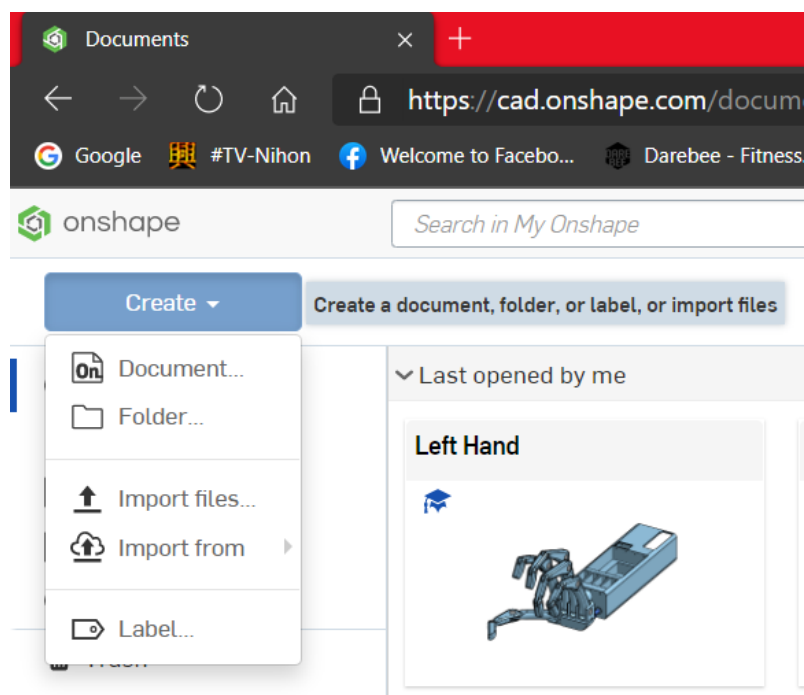 Documents
https://cad.onshape.com/docum
Google #TV-Nihon Welcome to Facebo... Darebee - Fitness.
onshape Search in My Onshape
Create Create a document, folder, or label, or import files
Document...
Folder...
Import files...
Import from
Label...
Last opened by me
Left Hand